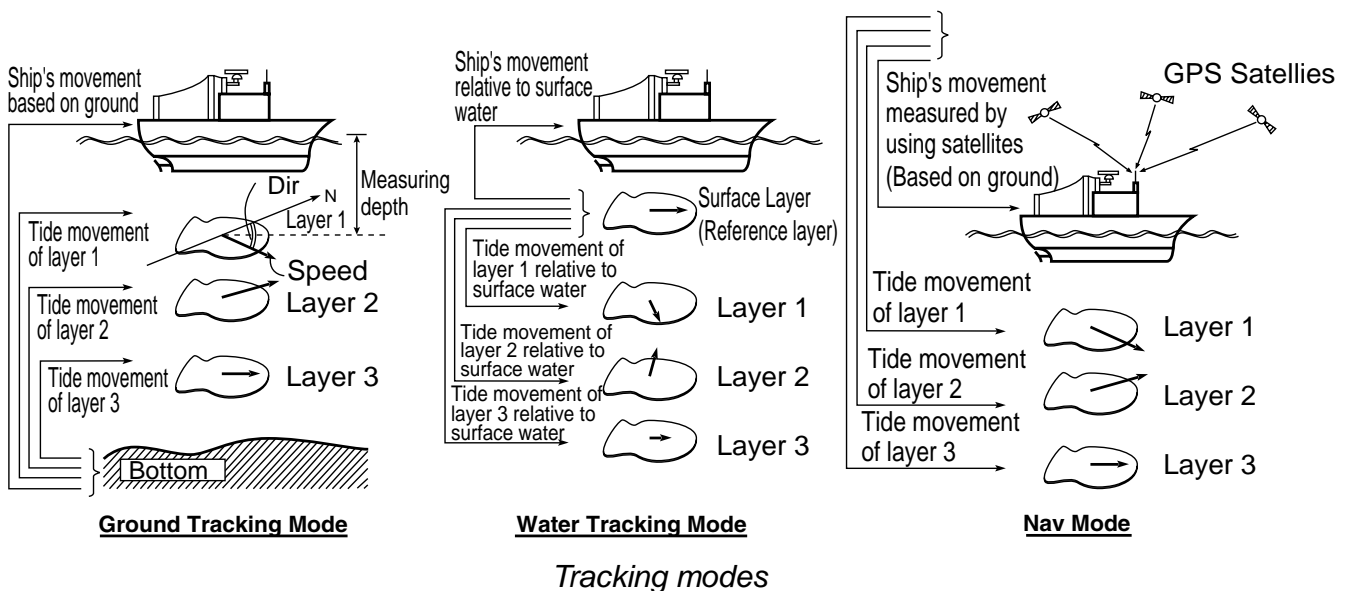 Ship's movement
based on ground
Dir
N
Layer 1
Measuring
depth
Tide movement
of layer 1
Speed
Tide movement
of layer 2
Layer 2
Tide movement
of layer 3
Layer 3
Bottom
Ground Tracking Mode
Ship's movement
relative to surface
water
Surface Layer
(Reference layer)
Tide movement of
layer 1 relative to
surface water
Layer 1
Tide movement of
layer 2 relative to
surface water
Layer 2
Tide movement of
layer 3 relative to
surface water
Layer 3
Water Tracking Mode
Ship's movement
measured by
using satellites
(Based on ground)
GPS Satellies
Tide movement
of layer 1
Layer 1
Tide movement
of layer 2
Layer 2
Tide movement
of layer 3
Layer 3
Nav Mode
Tracking modes